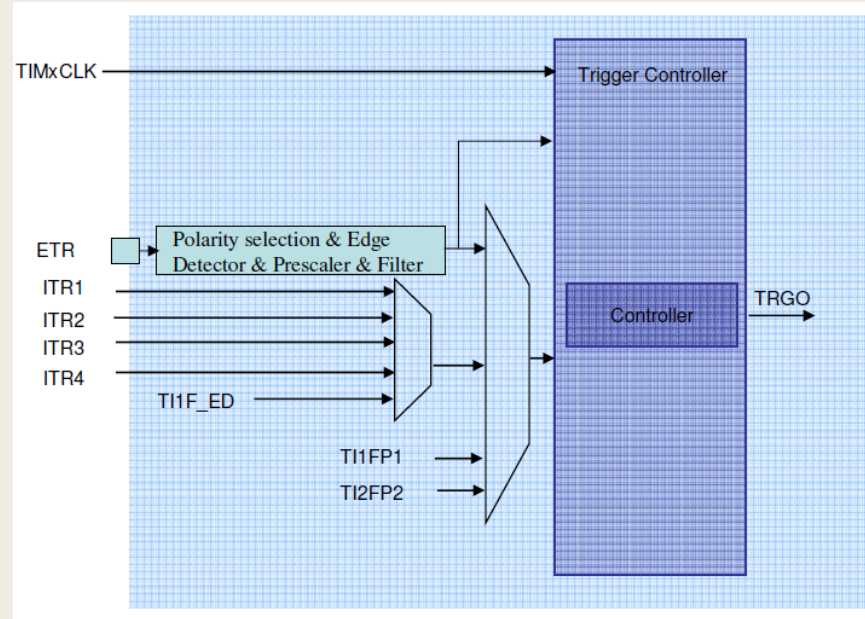 TIMxCLK
Trigger Controller
ETR
Polarity selection & Edge
Detector & Prescaler & Filter
ITR1
ITR2
ITR3
ITR4
TI1F_ED
Controller
TRGO
TI1FP1
TI2FP2